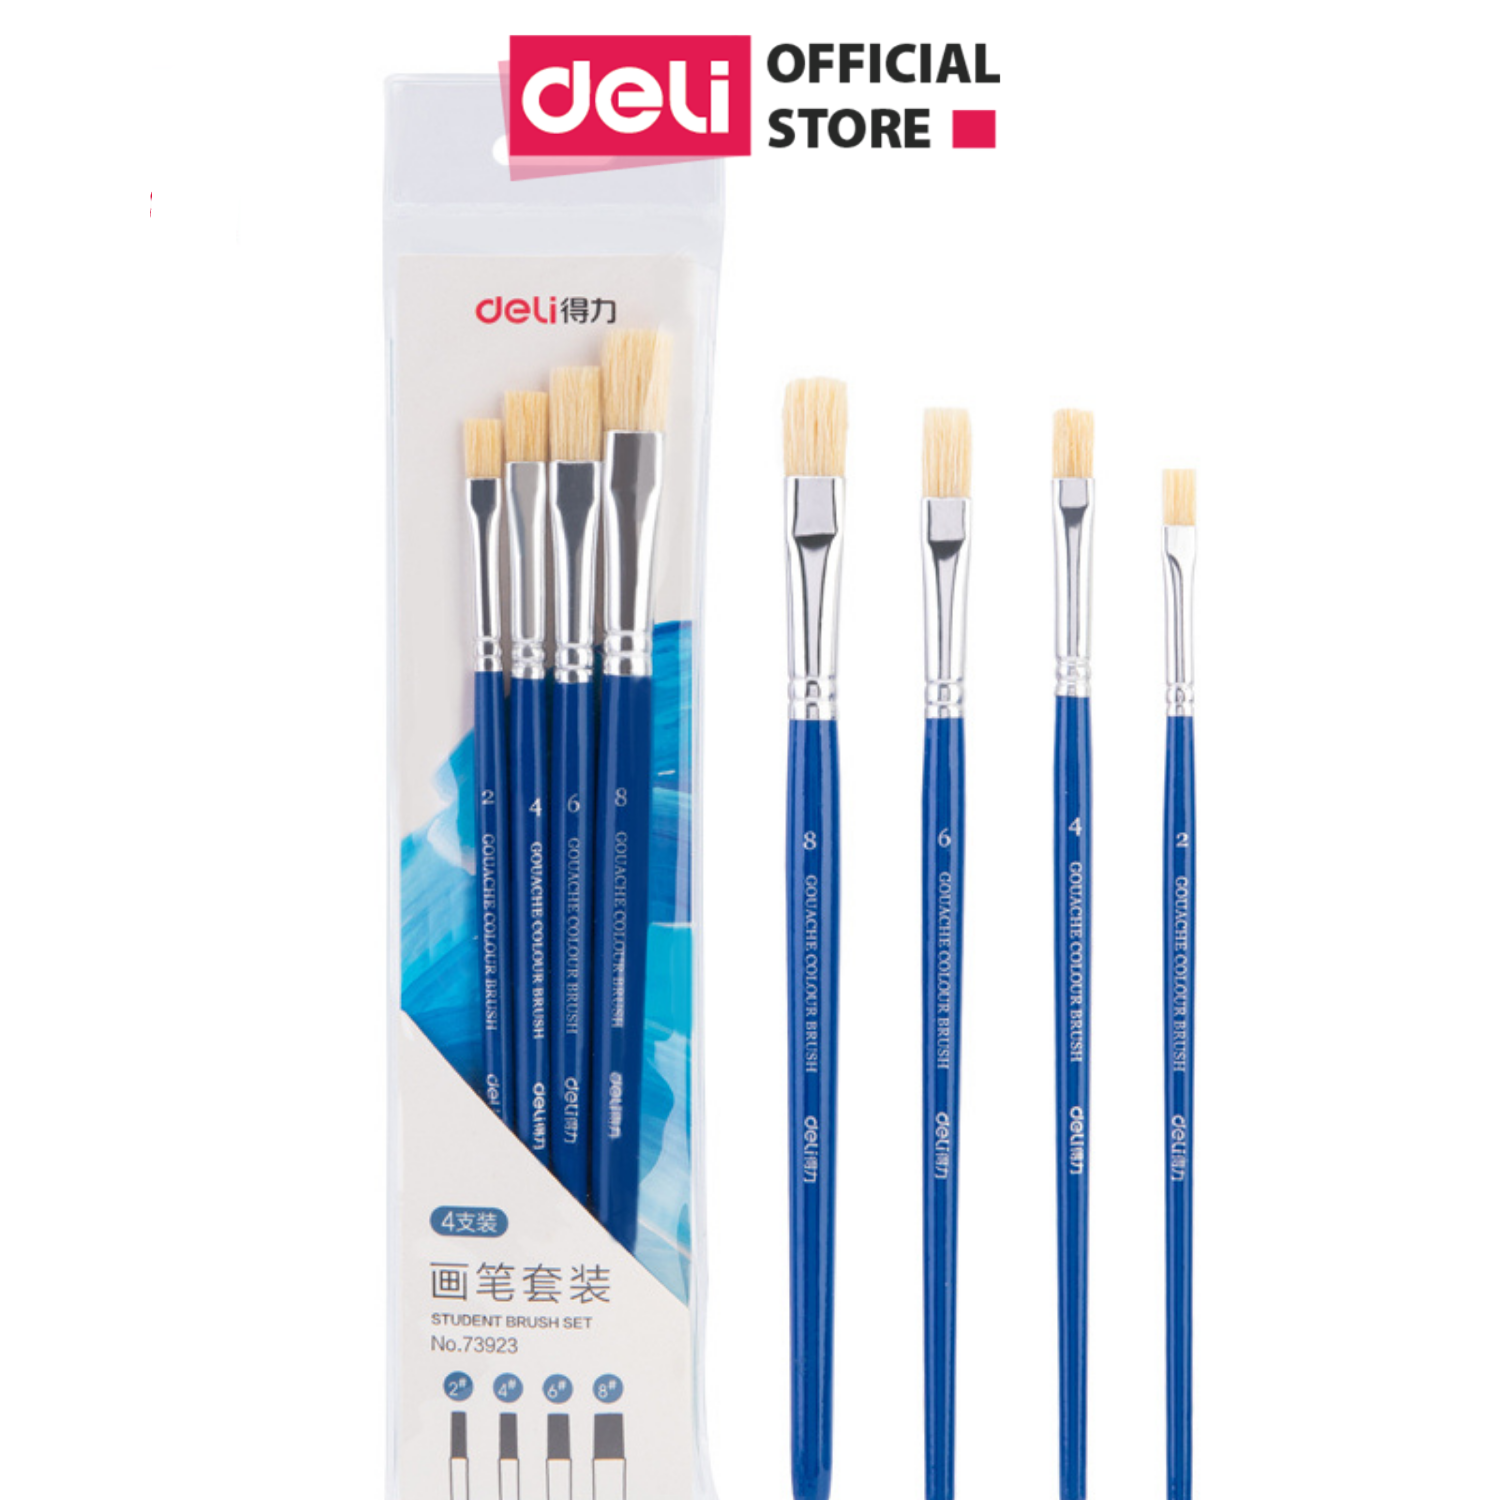 deli OFFICIAL
STORE
deli得力
2 GOUACHE COLOUR BRUSH deli
4 GOUACHE COLOUR BRUSH deli得力
6 GOUACHE COLOUR BRUSH deli得力
8 GOUACHE COLOUR BRUSH deli得力
4支装
画笔套装
STUDENT BRUSH SET
No.73923
2# 4# 6# 8#
8 GOUACHE COLOUR BRUSH deli得力
6 GOUACHE COLOUR BRUSH deli得力
4 GOUACHE COLOUR BRUSH deli得力
2 GOUACHE COLOUR BRUSH deli得力